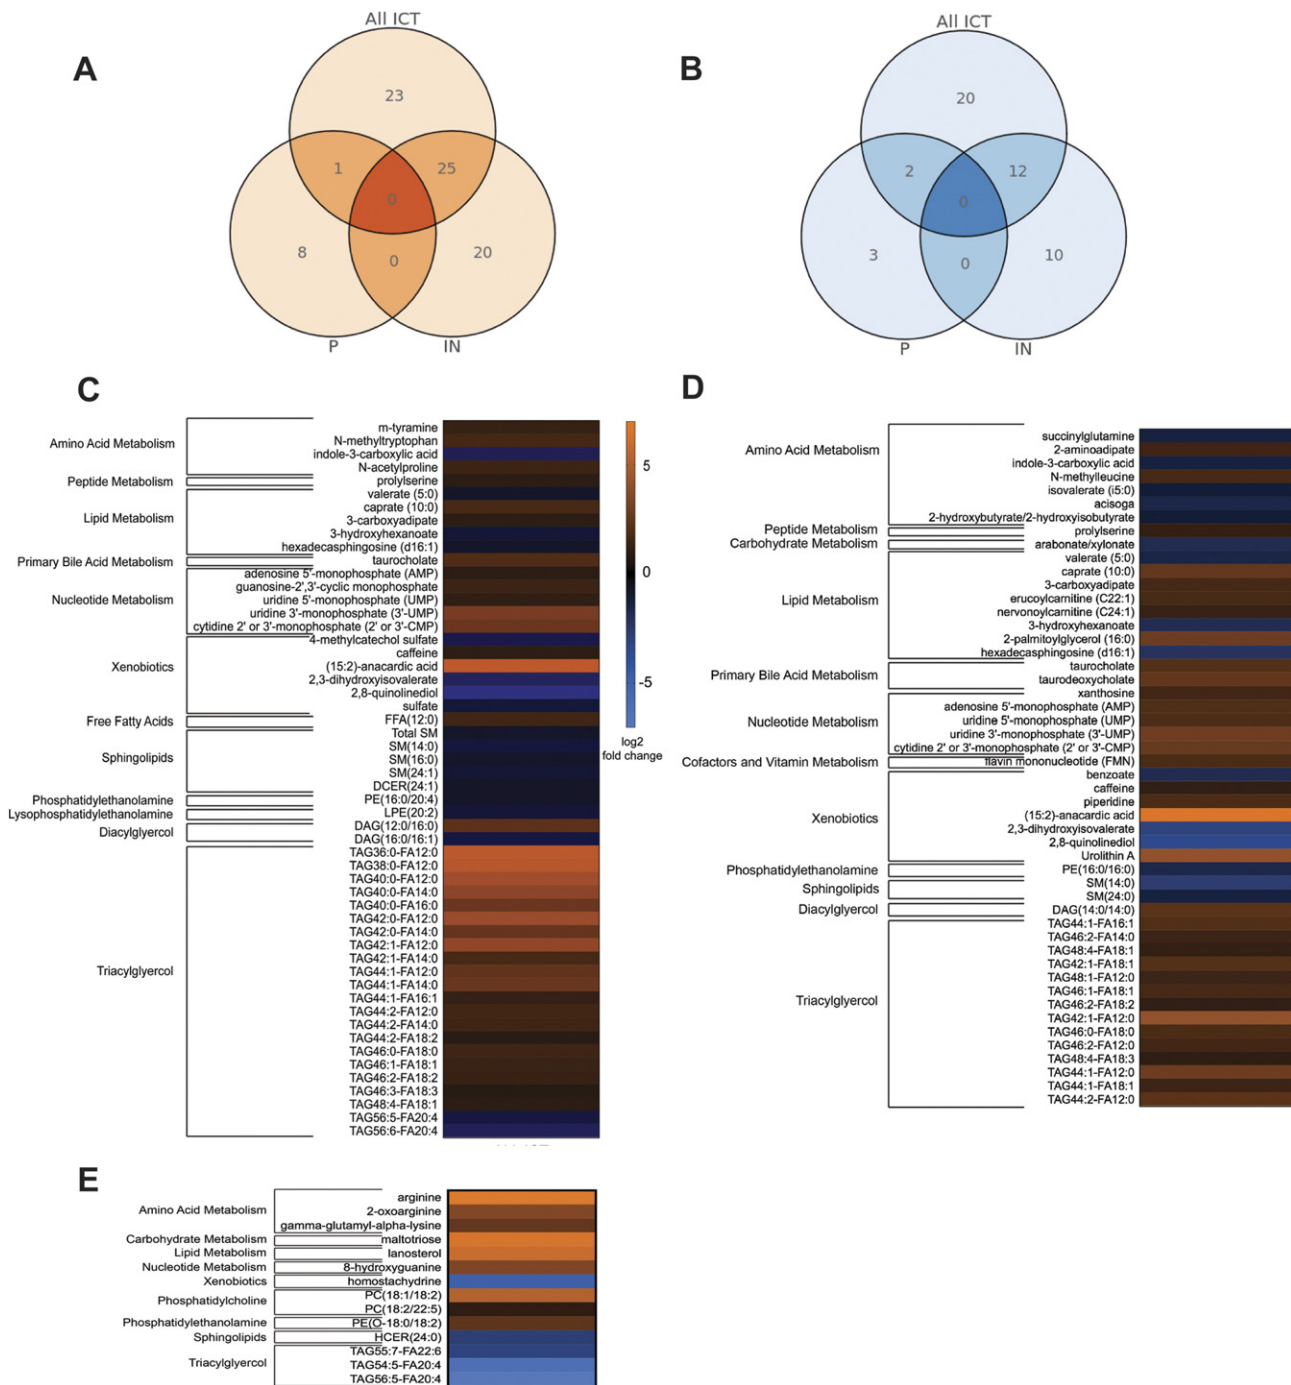 A
All ICT
23
1
25
0
8
0
20
P
IN
B
All ICT
20
2
12
0
3
0
10
P
IN
C
Amino Acid Metabolism
Peptide Metabolism
Lipid Metabolism
Primary Bile Acid Metabolism
Nucleotide Metabolism
Xenobiotics
Free Fatty Acids
Sphingolipids
Phosphatidylethanolamine
Lysophosphatidylethanolamine
Diacylglycerol
Triacylglyercol
m-tyramine
N-methyltryptophan
indole-3-carboxylic acid
N-acetylproline
prolylserine
valerate (5:0)
caprate (10:0)
3-carboxyadipate
3-hydroxyhexanoate
hexadecasphingosine (d16:1)
taurocholate
adenosine 5'-monophosphate (AMP)
guanosine-2',3'-cyclic monophosphate
uridine 5'-monophosphate (UMP)
uridine 3'-monophosphate (3'-UMP)
cytidine 2' or 3'-monophosphate (2' or 3'-CMP)
4-methylcatechol sulfate
caffeine
(15:2)-anacardic acid
2,3-dihydroxyisovalerate
2,8-quinolinediol
sulfate
FFA(12:0)
Total SM
SM(14:0)
SM(16:0)
SM(24:1)
DCER(24:1)
PE(16:0/20:4)
LPE(20:2)
DAG(12:0/16:0)
DAG(16:0/16:1)
TAG36:0-FA12:0
TAG38:0-FA12:0
TAG40:0-FA12:0
TAG40:0-FA14:0
TAG40:0-FA16:0
TAG42:0-FA12:0
TAG42:0-FA14:0
TAG42:1-FA12:0
TAG42:1-FA14:0
TAG44:1-FA12:0
TAG44:1-FA14:0
TAG44:1-FA16:1
TAG44:2-FA12:0
TAG44:2-FA14:0
TAG44:2-FA18:2
TAG46:0-FA18:0
TAG46:1-FA18:1
TAG46:2-FA18:2
TAG46:3-FA18:3
TAG48:4-FA18:1
TAG56:5-FA20:4
TAG56:6-FA20:4
5
0
-5
log2
fold change
D
Amino Acid Metabolism
Peptide Metabolism
Carbohydrate Metabolism
Lipid Metabolism
Primary Bile Acid Metabolism
Nucleotide Metabolism
Cofactors and Vitamin Metabolism
Xenobiotics
Phosphatidylethanolamine
Sphingolipids
Diacylglyercol
Triacylglyercol
succinylglutamine
2-aminoadipate
indole-3-carboxylic acid
N-methylleucine
isovalerate (i5:0)
acisoga
2-hydroxybutyrate/2-hydroxyisobutyrate
prolylserine
arabonate/xylonate
valerate (5:0)
caprate (10:0)
3-carboxyadipate
erucoylcarnitine (C22:1)
nervonoylcarnitine (C24:1)
3-hydroxyhexanoate
2-palmitoylglycerol (16:0)
hexadecasphingosine (d16:1)
taurocholate
taurodeoxycholate
xanthosine
adenosine 5'-monophosphate (AMP)
uridine 5'-monophosphate (UMP)
uridine 3'-monophosphate (3'-UMP)
cytidine 2' or 3'-monophosphate (2' or 3'-CMP)
flavin mononucleotide (FMN)
benzoate
caffeine
piperidine
(15:2)-anacardic acid
2,3-dihydroxyisovalerate
2,8-quinolinediol
Urolithin A
PE(16:0/16:0)
SM(14:0)
SM(24:0)
DAG(14:0/14:0)
TAG44:1-FA16:1
TAG46:2-FA14:0
TAG48:4-FA18:1
TAG42:1-FA18:1
TAG48:1-FA12:0
TAG46:1-FA18:1
TAG46:2-FA18:2
TAG42:1-FA12:0
TAG46:0-FA18:0
TAG46:2-FA12:0
TAG48:4-FA18:3
TAG44:1-FA12:0
TAG44:1-FA18:1
TAG44:2-FA12:0
E
Amino Acid Metabolism
Carbohydrate Metabolism
Lipid Metabolism
Nucleotide Metabolism
Xenobiotics
Phosphatidylcholine
Phosphatidylethanolamine
Sphingolipids
Triacylglyercol
arginine
2-oxoarginine
gamma-glutamyl-alpha-lysine
maltotriose
lanosterol
8-hydroxyguanine
homostachydrine
PC(18:1/18:2)
PC(18:2/22:5)
PE(O-18:0/18:2)
HCER(24:0)
TAG55:7-FA22:6
TAG54:5-FA20:4
TAG56:5-FA20:4